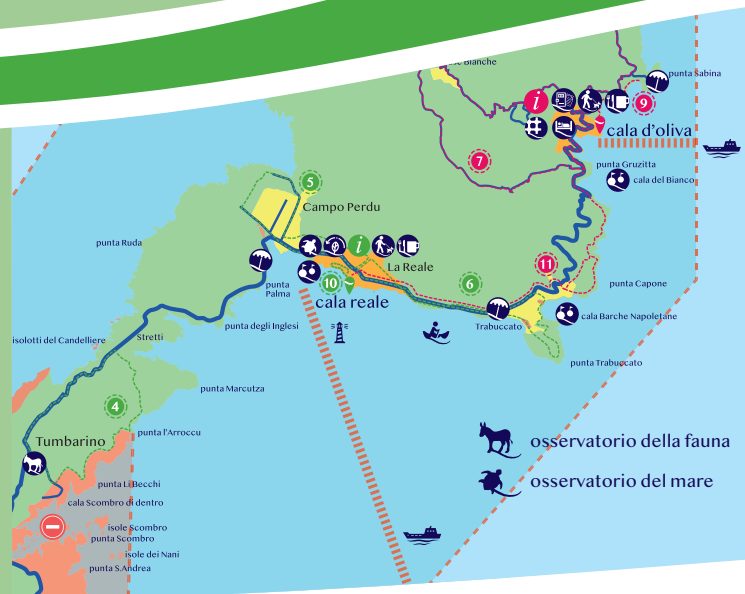 Bianche
punta Sabina
9
cala d'oliva
7
punta Gruzitta
cala del Bianco
5
Campo Perdu
punta Ruda
i
i
La Reale
11
punta Capone
10
6
punta
Palma
cala reale
punta degli Inglesi
Trabuccato
cala Barche Napoletane
isolotti del Candelliere
Stretti
punta Trabuccato
punta Marcutza
4
punta l'Arroccu
Tumbarino
osservatorio della fauna
punta Li Becchi
osservatorio del mare
cala Scombro di dentro
isole Scombro
punta Scombro
isole dei Nani
punta S.Andrea